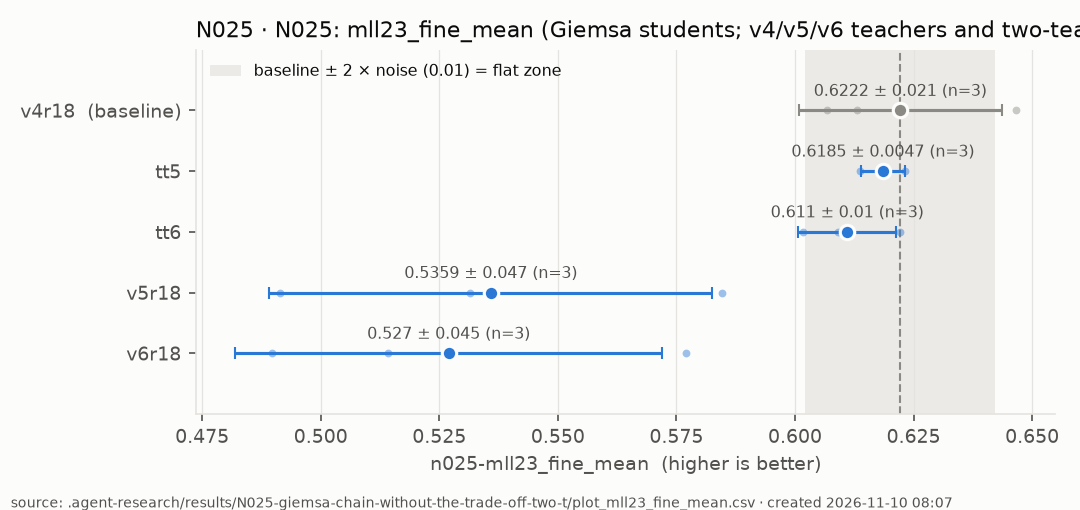 N025 · N025: mll23_fine_mean (Giemsa students; v4/v5/v6 teachers and two-tea
baseline ± 2 × noise (0.01) = flat zone
v4r18 (baseline)
0.6222 ± 0.021 (n=3)
tt5
0.6185 ± 0.0047 (n=3)
tt6
0.611 ± 0.01 (n=3)
v5r18
0.5359 ± 0.047 (n=3)
v6r18
0.527 ± 0.045 (n=3)
0.475 0.500 0.525 0.550 0.575 0.600 0.625 0.650
n025-mll23_fine_mean (higher is better)
source: .agent-research/results/N025-giemsa-chain-without-the-trade-off-two-t/plot_mll23_fine_mean.csv · created 2026-11-10 08:07